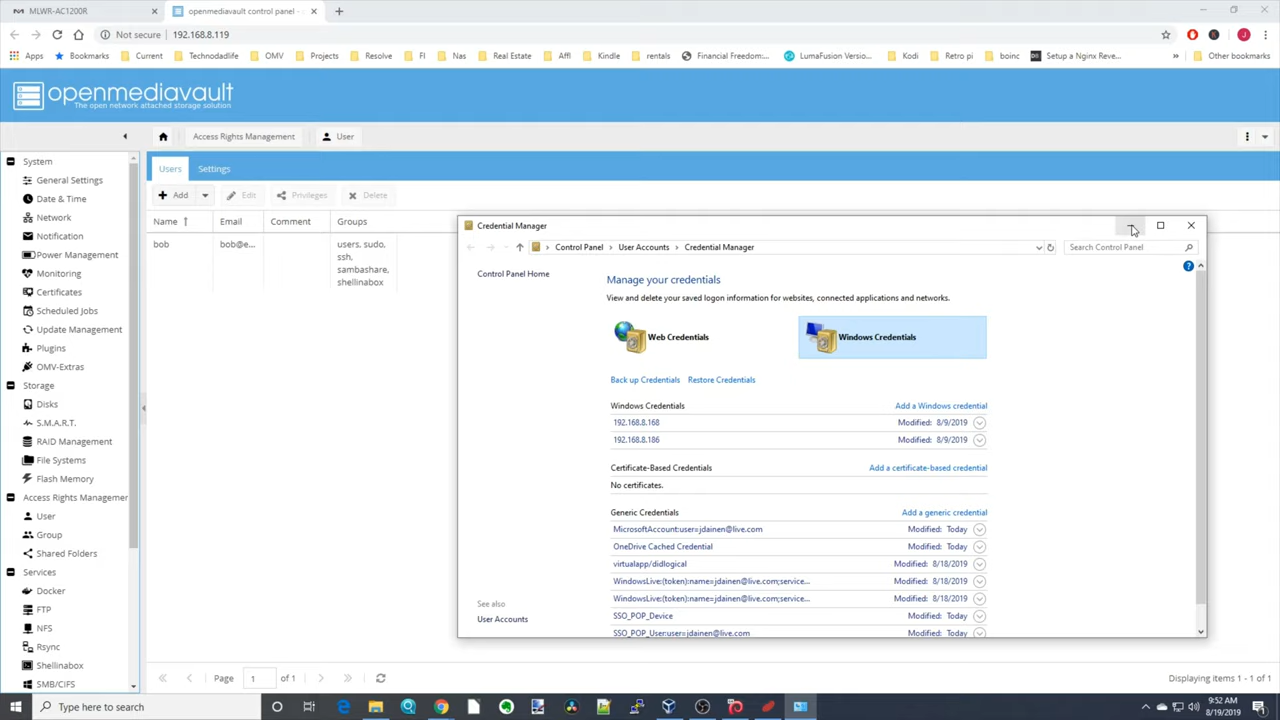 MLWR-AC1200R
openmediavault control panel -
Not secure
192.168.8.119
Apps
Bookmarks
Current
Technodadlife
OMV
Projects
Resolve
FI
Nas
Real Estate
Affl
Kindle
rentals
Financial Freedom:...
LumaFusion Versio...
Kodi
Retro pi
boinc
Setup a Nginx Reve...
»
Other bookmarks
openmediavault
The open network attached storage solution
Access Rights Management
User
System
General Settings
Date & Time
Network
Notification
Power Management
Monitoring
Certificates
Scheduled Jobs
Update Management
Plugins
OMV-Extras
Storage
Disks
S.M.A.R.T.
RAID Management
File Systems
Flash Memory
Access Rights Managemer
User
Group
Shared Folders
Services
Docker
FTP
NFS
Rsync
Shellinabox
SMB/CIFS
Users
Settings
Add
Edit
Privileges
Delete
Name
Email
Comment
Groups
bob
bob@e...
users, sudo,
ssh,
sambashare,
shellinabox
Credential Manager
Control Panel
User Accounts
Credential Manager
Search Control Panel
Control Panel Home
Manage your credentials
View and delete your saved logon information for websites, connected applications and networks.
Web Credentials
Windows Credentials
Back up Credentials
Restore Credentials
Windows Credentials
Add a Windows credential
192.168.8.168
Modified: 8/9/2019
192.168.8.186
Modified: 8/9/2019
Certificate-Based Credentials
Add a certificate-based credential
No certificates.
Generic Credentials
Add a generic credential
MicrosoftAccount:user=jdainen@live.com
Modified: Today
OneDrive Cached Credential
Modified: Today
virtualapp/didlogical
Modified: 8/18/2019
WindowsLive:(token):name=jdainen@live.com;service...
Modified: 8/18/2019
WindowsLive:(token):name=jdainen@live.com;service...
Modified: 8/18/2019
SSO_POP_Device
Modified: Today
SSO_POP_User:user=jdainen@live.com
Modified: Today
See also
User Accounts
Page
1
of 1
Displaying items 1 - 1 of 1
Type here to search
9:52 AM
8/19/2019